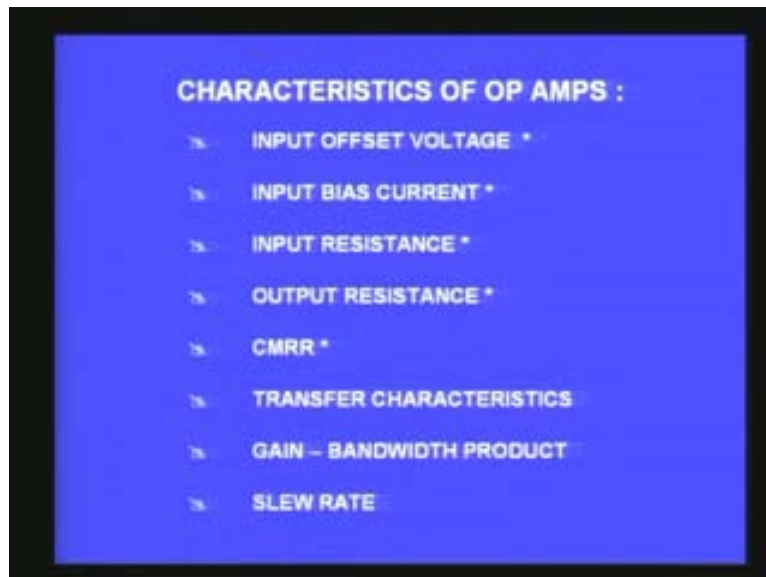 CHARACTERISTICS OF OP AMPS :
INPUT OFFSET VOLTAGE *
INPUT BIAS CURRENT *
INPUT RESISTANCE *
OUTPUT RESISTANCE *
CMRR *
TRANSFER CHARACTERISTICS
GAIN – BANDWIDTH PRODUCT
SLEW RATE